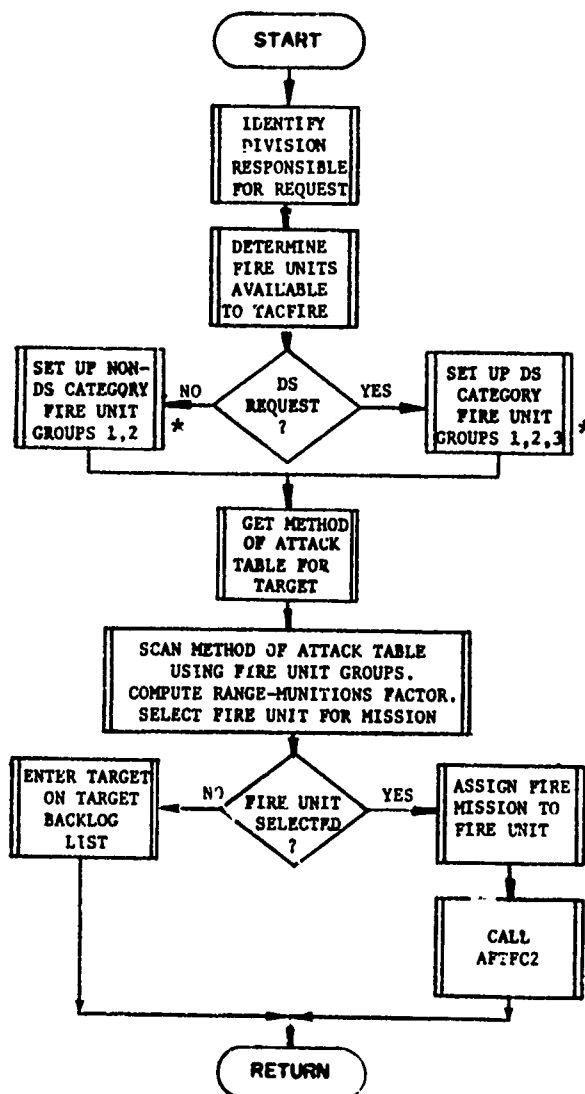 START
IDENTIFY
DIVISION
RESPONSIBLE
FOR REQUEST
DETERMINE
FIRE UNITS
AVAILABLE
TO TACFIRE
SET UP NON-
DS CATEGORY
FIRE UNIT
GROUPS 1,2
*
NO
DS
REQUEST
?
YES
SET UP DS
CATEGORY
FIRE UNIT
GROUPS 1,2,3
*
GET METHOD
OF ATTACK
TABLE FOR
TARGET
SCAN METHOD OF ATTACK TABLE
USING FIRE UNIT GROUPS.
COMPUTE RANGE-MUNITIONS FACTOR.
SELECT FIRE UNIT FOR MISSION
ENTER TARGET
ON TARGET
BACKLOG
LIST
NO
FIRE UNIT
SELECTED
?
YES
ASSIGN FIRE
MISSION TO
FIRE UNIT
CALL
AFTFC2
RETURN